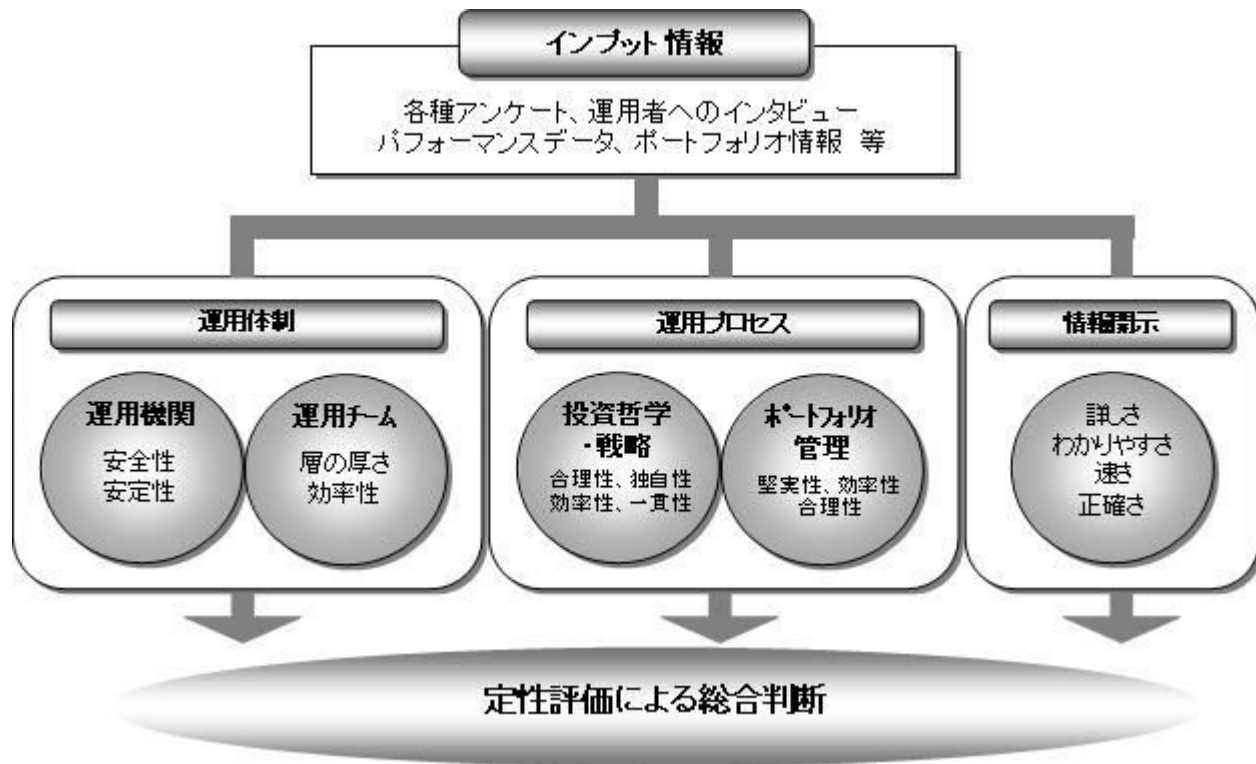 インプット情報
各種アンケート、運用者へのインタビュー
パフォーマンスデータ、ポートフォリオ情報 等
運用体制
運用機関
安全性
安定性
運用チーム
層の厚さ
効率性
運用プロセス
投資哲学
・戦略
合理性、独自性
効率性、一貫性
ポートフォリオ
管理
堅実性、効率性
合理性
情報開示
詳しさ
わかりやすさ
速さ
正確さ
定性評価による総合判断